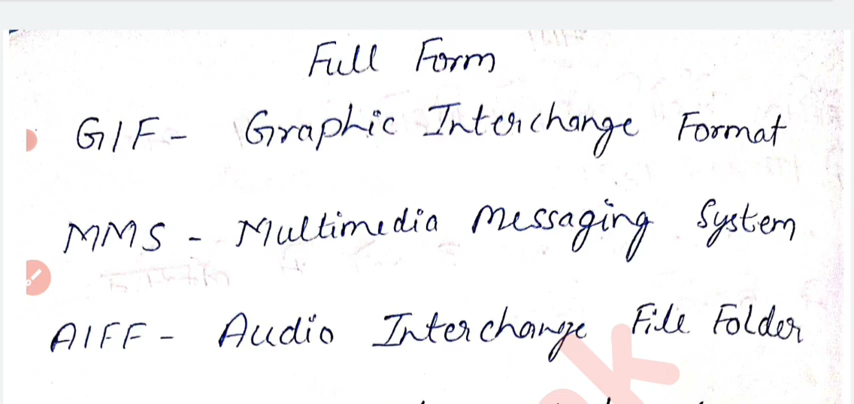 Full Form
GIF - Graphic Interchange Format
MMS - Multimedia Messaging System
AIFF - Audio Interchange File Folder